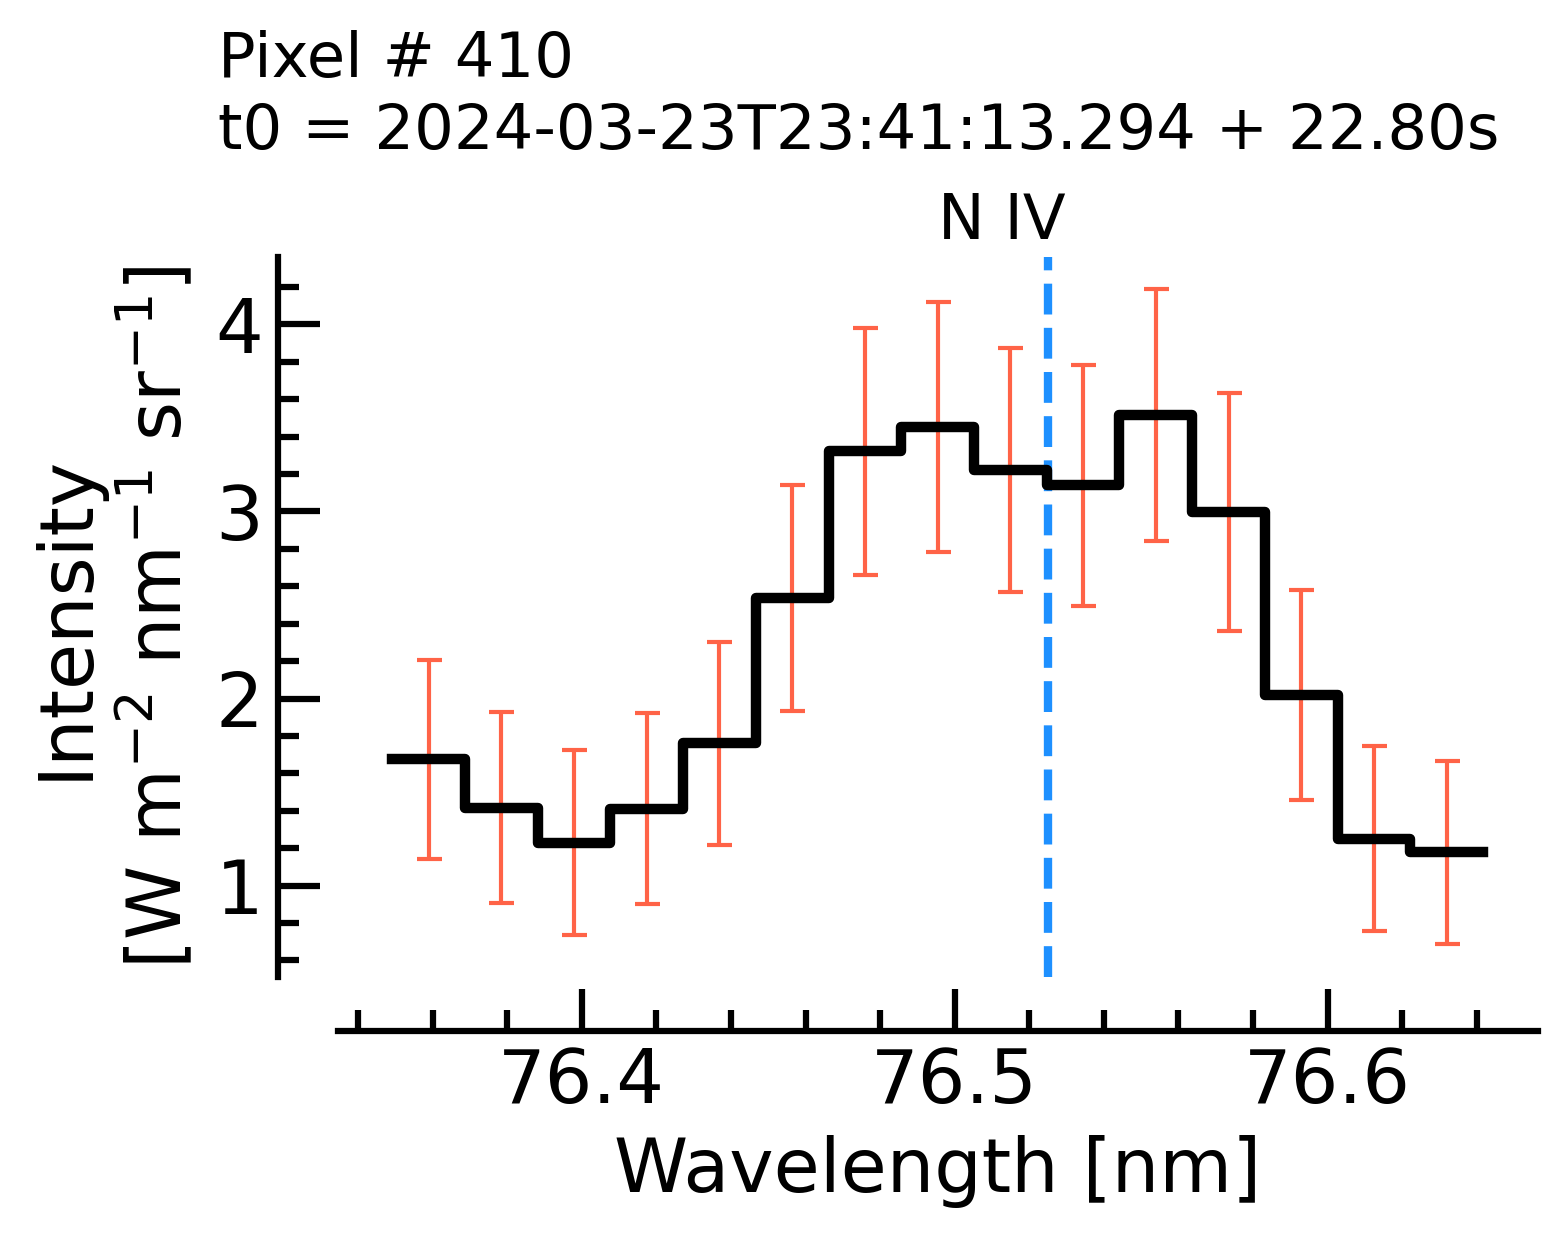 Pixel # 410
t0 = 2024-03-23T23:41:13.294 + 22.80s
N IV
Intensity
[W m⁻² nm⁻¹ sr⁻¹]
4
3
2
1
76.4 76.5 76.6
Wavelength [nm]